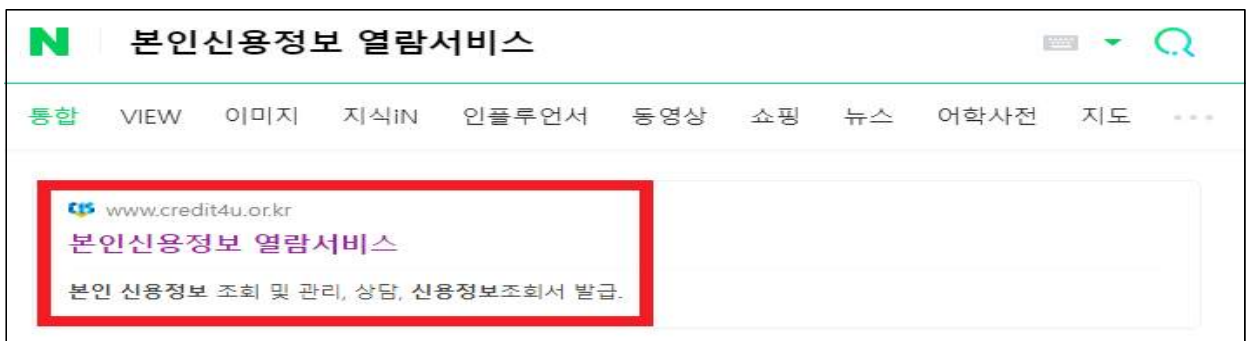 N 본인신용정보 열람서비스
통합 VIEW 이미지 지식iN 인플루언서 동영상 쇼핑 뉴스 어학사전 지도
www.credit4u.or.kr
본인신용정보 열람서비스
본인 신용정보 조회 및 관리, 상담, 신용정보조회서 발급.